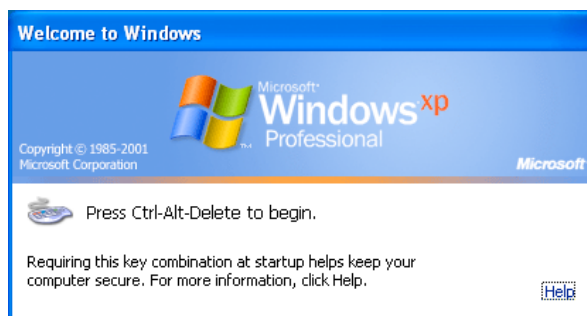 Welcome to Windows
Microsoft®
Windows xp
Professional
TM
Copyright © 1985-2001
Microsoft Corporation
Microsoft
Press Ctrl-Alt-Delete to begin.
Requiring this key combination at startup helps keep your
computer secure. For more information, click Help.
Help